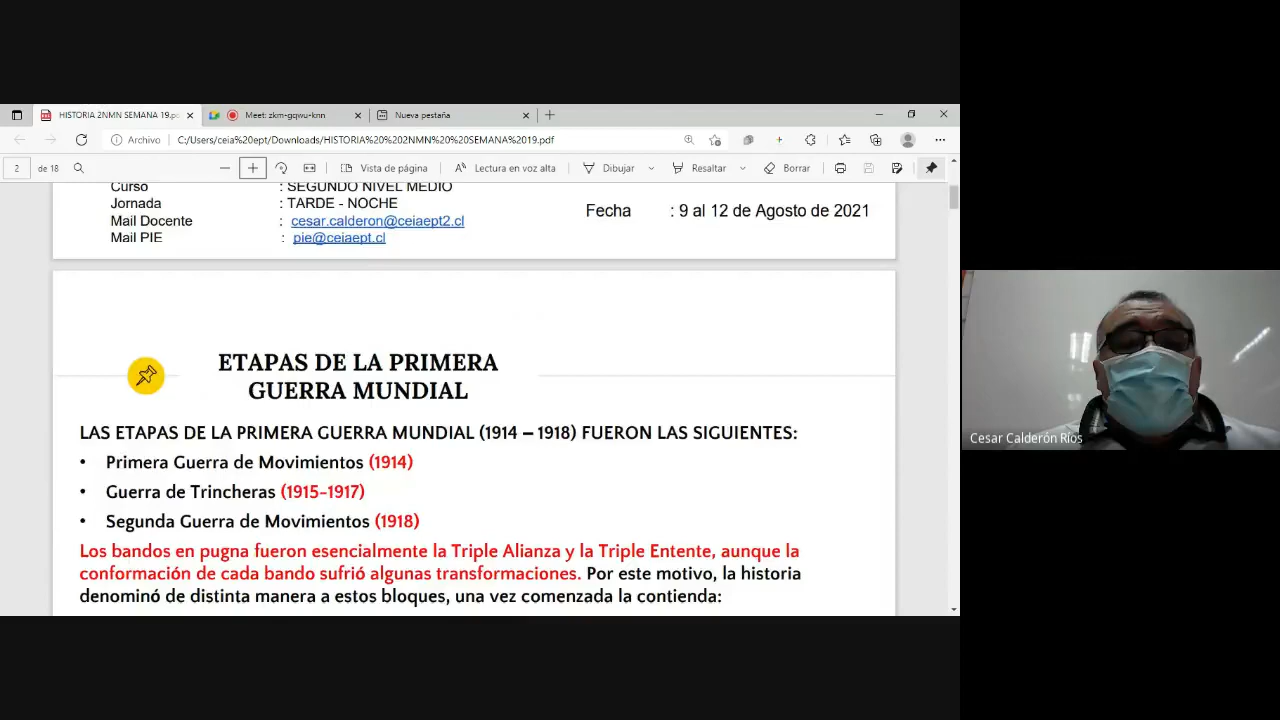 HISTORIA 2NMN SEMANA 19.p
Meet: zkm-gqwu-knn
Nueva pestaña
Archivo
C:/Users/ceia%20ept/Downloads/HISTORIA%20%202NMN%20%20SEMANA%2019.pdf
2 de 18
Vista de página
Lectura en voz alta
Dibujar
Resaltar
Borrar
Curso : SEGUNDO NIVEL MEDIO
Jornada : TARDE - NOCHE
Fecha : 9 al 12 de Agosto de 2021
Mail Docente : cesar.calderon@ceiaept2.cl
Mail PIE : pie@ceiaept.cl
ETAPAS DE LA PRIMERA
GUERRA MUNDIAL
LAS ETAPAS DE LA PRIMERA GUERRA MUNDIAL (1914 – 1918) FUERON LAS SIGUIENTES:
• Primera Guerra de Movimientos (1914)
• Guerra de Trincheras (1915-1917)
• Segunda Guerra de Movimientos (1918)
Los bandos en pugna fueron esencialmente la Triple Alianza y la Triple Entente, aunque la
conformación de cada bando sufrió algunas transformaciones. Por este motivo, la historia
denominó de distinta manera a estos bloques, una vez comenzada la contienda:
Cesar Calderón Ríos